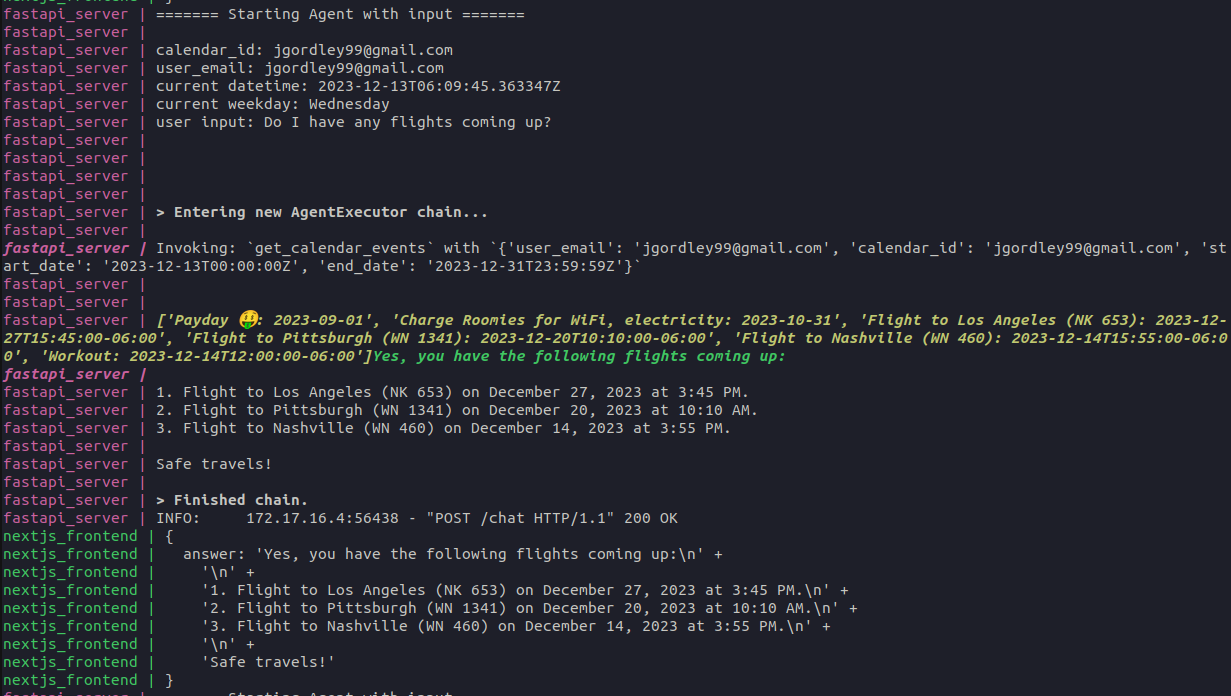 fastapi_server | ======= Starting Agent with input =======
fastapi_server |
fastapi_server | calendar_id: jgordley99@gmail.com
fastapi_server | user_email: jgordley99@gmail.com
fastapi_server | current datetime: 2023-12-13T06:09:45.363347Z
fastapi_server | current weekday: Wednesday
fastapi_server | user input: Do I have any flights coming up?
fastapi_server |
fastapi_server |
fastapi_server |
fastapi_server |
fastapi_server | > Entering new AgentExecutor chain...
fastapi_server |
fastapi_server | Invoking: `get_calendar_events` with `{'user_email': 'jgordley99@gmail.com', 'calendar_id': 'jgordley99@gmail.com', 'st
art_date': '2023-12-13T00:00:00Z', 'end_date': '2023-12-31T23:59:59Z'}`
fastapi_server |
fastapi_server |
fastapi_server | ['Payday 🤑: 2023-09-01', 'Charge Roomies for WiFi, electricity: 2023-10-31', 'Flight to Los Angeles (NK 653): 2023-12-
27T15:45:00-06:00', 'Flight to Pittsburgh (WN 1341): 2023-12-20T10:10:00-06:00', 'Flight to Nashville (WN 460): 2023-12-14T15:55:00-06:0
0', 'Workout: 2023-12-14T12:00:00-06:00']Yes, you have the following flights coming up:
fastapi_server |
fastapi_server | 1. Flight to Los Angeles (NK 653) on December 27, 2023 at 3:45 PM.
fastapi_server | 2. Flight to Pittsburgh (WN 1341) on December 20, 2023 at 10:10 AM.
fastapi_server | 3. Flight to Nashville (WN 460) on December 14, 2023 at 3:55 PM.
fastapi_server |
fastapi_server | Safe travels!
fastapi_server |
fastapi_server | > Finished chain.
fastapi_server | INFO:     172.17.16.4:56438 - "POST /chat HTTP/1.1" 200 OK
nextjs_frontend | {
nextjs_frontend |   answer: 'Yes, you have the following flights coming up:\n' +
nextjs_frontend |     '\n' +
nextjs_frontend |     '1. Flight to Los Angeles (NK 653) on December 27, 2023 at 3:45 PM.\n' +
nextjs_frontend |     '2. Flight to Pittsburgh (WN 1341) on December 20, 2023 at 10:10 AM.\n' +
nextjs_frontend |     '3. Flight to Nashville (WN 460) on December 14, 2023 at 3:55 PM.\n' +
nextjs_frontend |     '\n' +
nextjs_frontend |     'Safe travels!'
nextjs_frontend | }